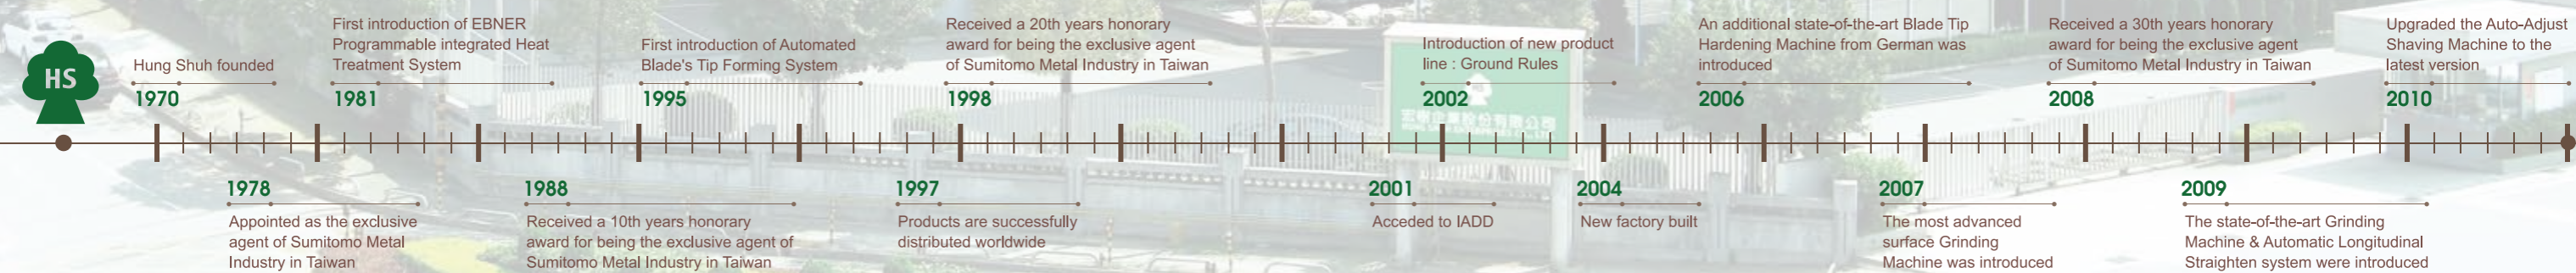 HS
Hung Shuh founded
1970
1978
Appointed as the exclusive
agent of Sumitomo Metal
Industry in Taiwan
First introduction of EBNER
Programmable integrated Heat
Treatment System
1981
1988
Received a 10th years honorary
award for being the exclusive agent of
Sumitomo Metal Industry in Taiwan
First introduction of Automated
Blade's Tip Forming System
1995
1997
Products are successfully
distributed worldwide
Received a 20th years honorary
award for being the exclusive agent
of Sumitomo Metal Industry in Taiwan
1998
2001
Acceded to IADD
Introduction of new product
line : Ground Rules
2002
2004
New factory built
An additional state-of-the-art Blade Tip
Hardening Machine from German was
introduced
2006
2007
The most advanced
surface Grinding
Machine was introduced
Received a 30th years honorary
award for being the exclusive agent
of Sumitomo Metal Industry in Taiwan
2008
2009
The state-of-the-art Grinding
Machine & Automatic Longitudinal
Straighten system were introduced
Upgraded the Auto-Adjust
Shaving Machine to the
latest version
2010